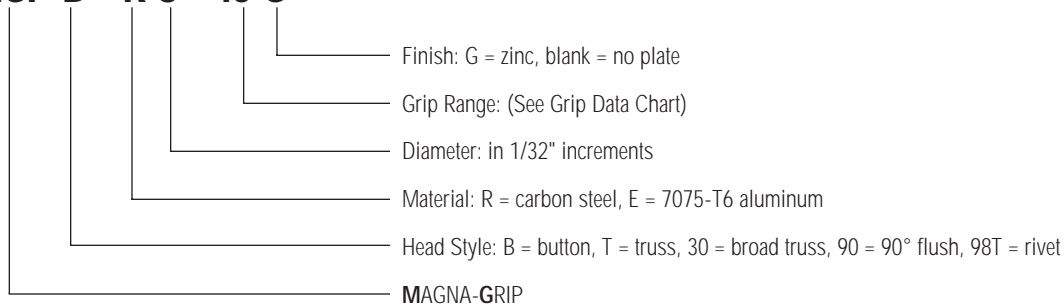 Finish: G = zinc, blank = no plate
Grip Range: (See Grip Data Chart)
Diameter: in 1/32" increments
Material: R = carbon steel, E = 7075-T6 aluminum
Head Style: B = button, T = truss, 30 = broad truss, 90 = 90° flush, 98T = rivet
MAGNA-GRIP